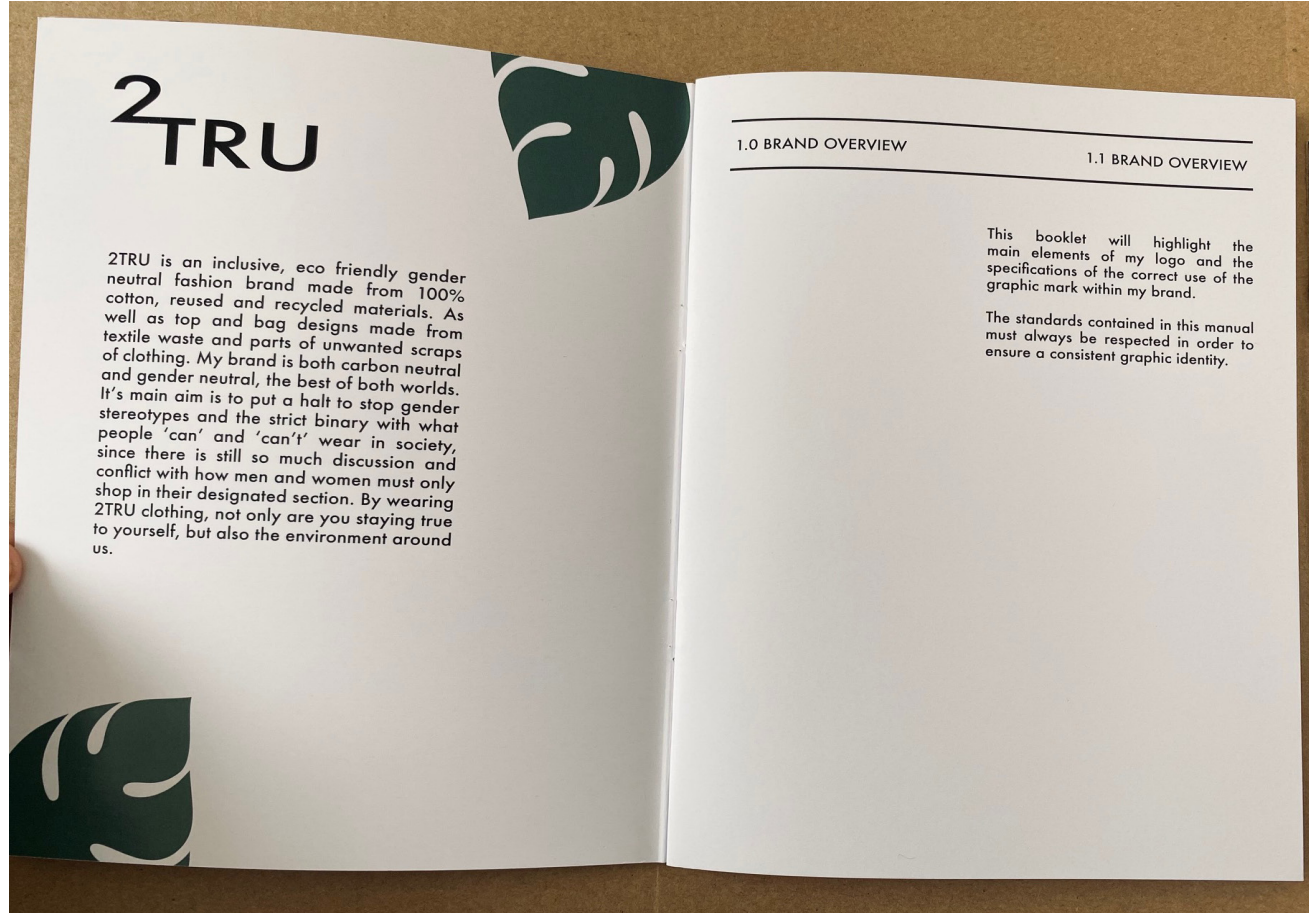 2TRU
2TRU is an inclusive, eco friendly gender
neutral fashion brand made from 100%
cotton, reused and recycled materials. As
well as top and bag designs made from
textile waste and parts of unwanted scraps
of clothing. My brand is both carbon neutral
and gender neutral, the best of both worlds.
It's main aim is to put a halt to stop gender
stereotypes and the strict binary with what
people 'can' and 'can't' wear in society,
since there is still so much discussion and
conflict with how men and women must only
shop in their designated section. By wearing
2TRU clothing, not only are you staying true
to yourself, but also the environment around
us.
1.0 BRAND OVERVIEW
1.1 BRAND OVERVIEW
This booklet will highlight the
main elements of my logo and the
specifications of the correct use of the
graphic mark within my brand.
The standards contained in this manual
must always be respected in order to
ensure a consistent graphic identity.